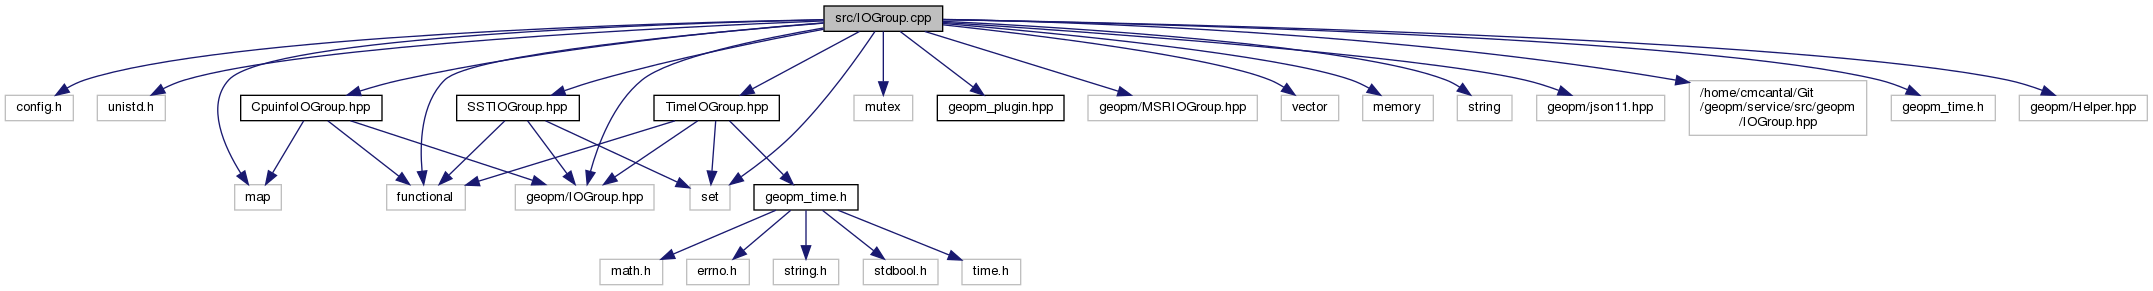 src/IOGroup.cpp
config.h
unistd.h
CpuinfoIOGroup.hpp
SSTIOGroup.hpp
TimeIOGroup.hpp
mutex
geopm_plugin.hpp
geopm/MSRIOGroup.hpp
vector
memory
string
geopm/json11.hpp
/home/cmcantal/Git
/geopm/service/src/geopm
/IOGroup.hpp
geopm_time.h
geopm/Helper.hpp
map
functional
geopm/IOGroup.hpp
set
geopm_time.h
math.h
errno.h
string.h
stdbool.h
time.h